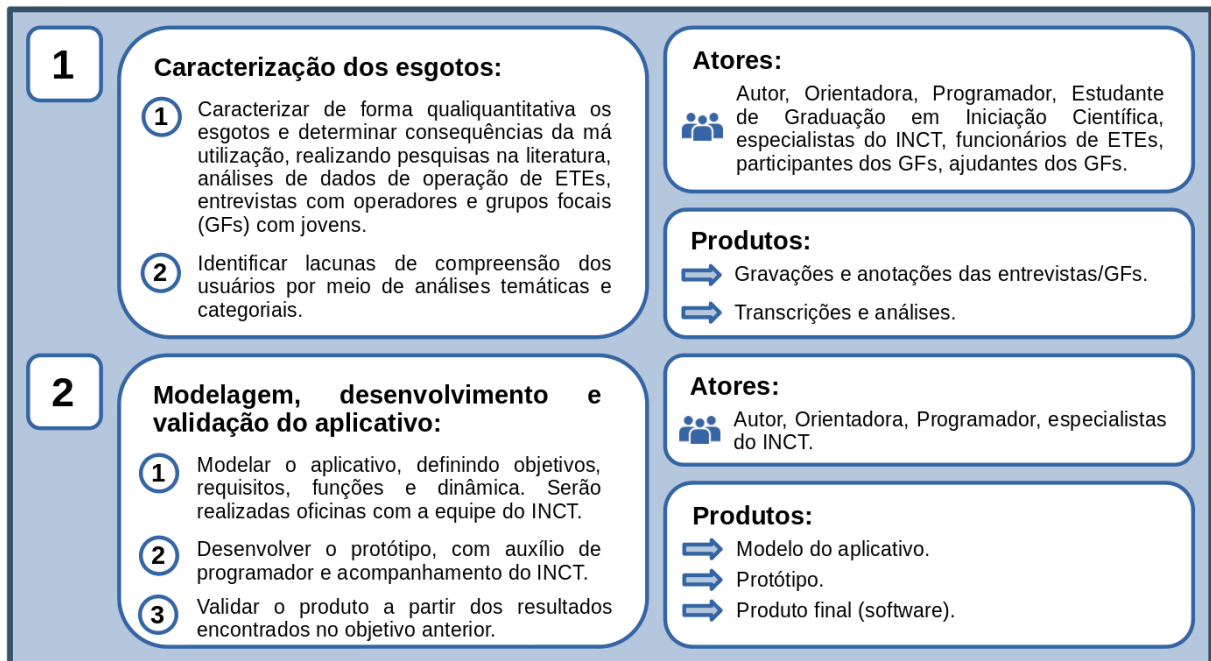 1
Caracterização dos esgotos:
1
Caracterizar de forma qualiquantitativa os
esgotos e determinar consequências da má
utilização, realizando pesquisas na literatura,
análises de dados de operação de ETEs,
entrevistas com operadores e grupos focais
(GFs) com jovens.
2
Identificar lacunas de compreensão dos
usuários por meio de análises temáticas e
categoriais.
Atores:
Autor, Orientadora, Programador, Estudante
de Graduação em Iniciação Científica,
especialistas do INCT, funcionários de ETEs,
participantes dos GFs, ajudantes dos GFs.
Produtos:
Gravações e anotações das entrevistas/GFs.
Transcrições e análises.
2
Modelagem, desenvolvimento e
validação do aplicativo:
1
Modelar o aplicativo, definindo objetivos,
requisitos, funções e dinâmica. Serão
realizadas oficinas com a equipe do INCT.
2
Desenvolver o protótipo, com auxílio de
programador e acompanhamento do INCT.
3
Validar o produto a partir dos resultados
encontrados no objetivo anterior.
Atores:
Autor, Orientadora, Programador, especialistas
do INCT.
Produtos:
Modelo do aplicativo.
Protótipo.
Produto final (software).